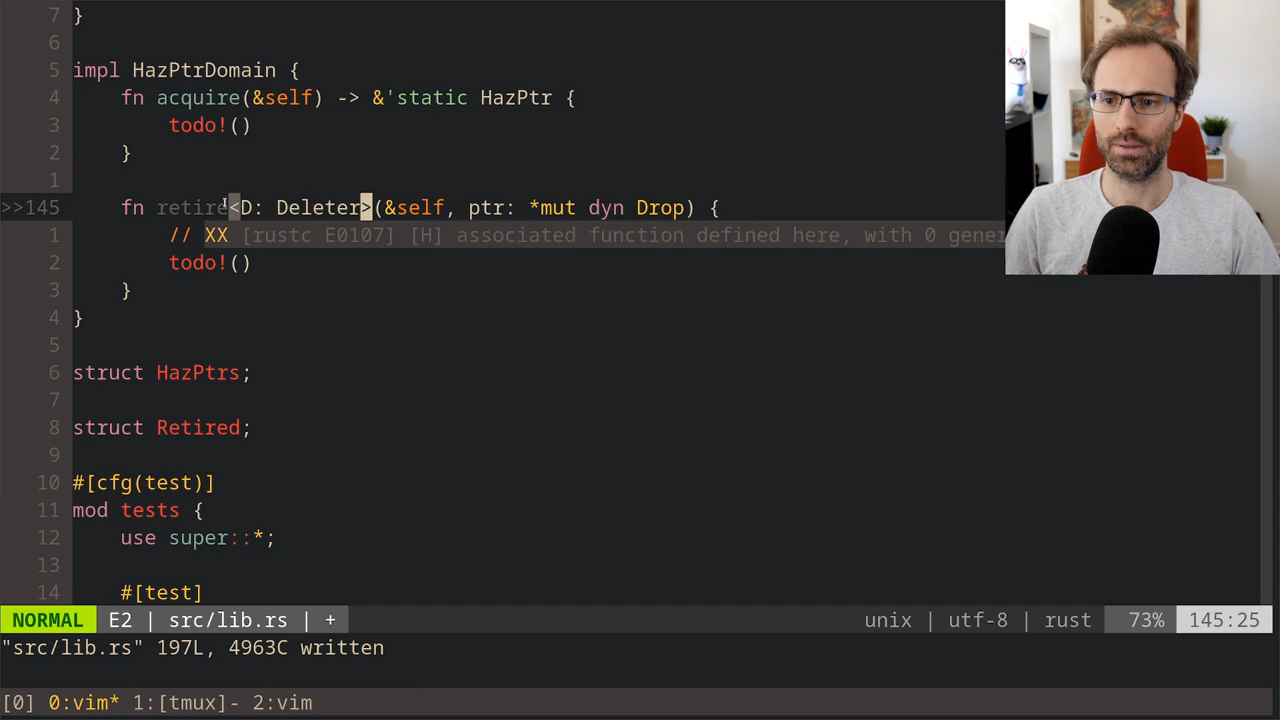 7 }
6
5 impl HazPtrDomain {
4     fn acquire(&self) -> &'static HazPtr {
3         todo!()
2     }
1
>>145     fn retire<D: Deleter>(&self, ptr: *mut dyn Drop) {
1         // XX [rustc E0107] [H] associated function defined here, with 0 gener
2         todo!()
3     }
4 }
5
6 struct HazPtrs;
7
8 struct Retired;
9
10 #[cfg(test)]
11 mod tests {
12     use super::*;
13
14     #[test]
NORMAL E2 | src/lib.rs | + unix | utf-8 | rust 73% 145:25
"src/lib.rs" 197L, 4963C written
[0] 0:vim* 1:[tmux]- 2:vim